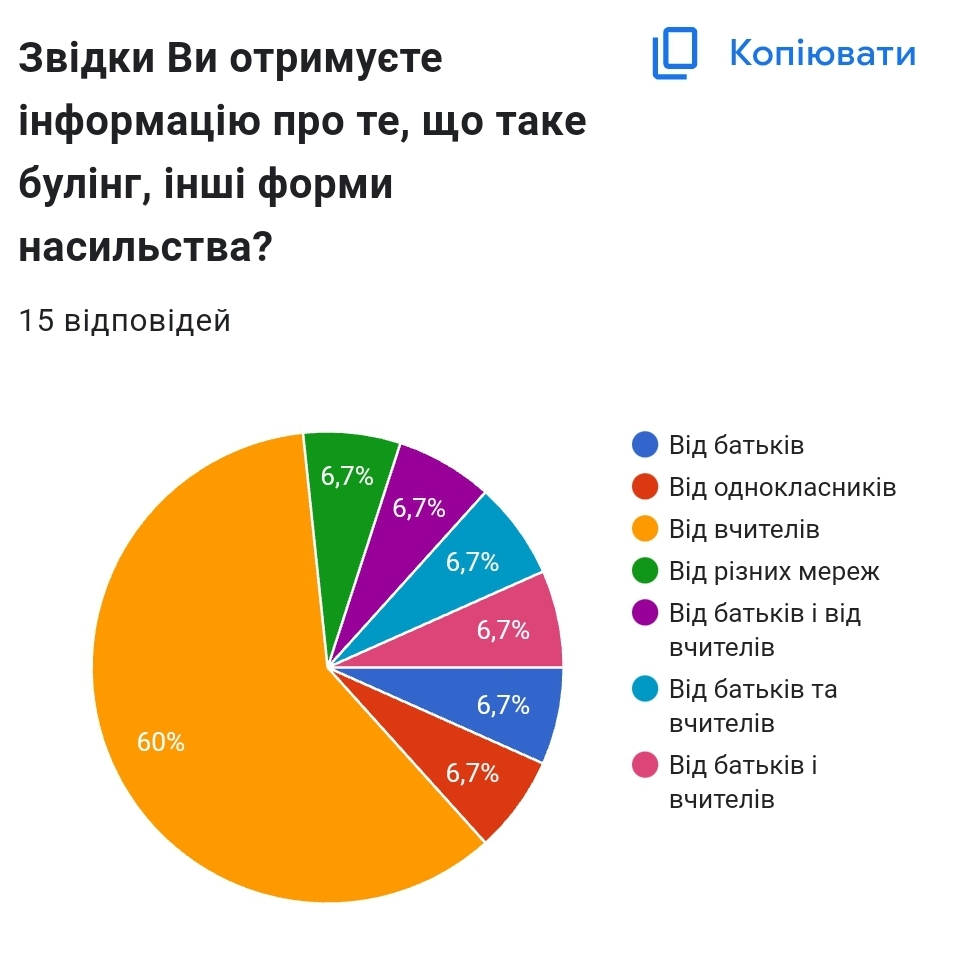 Звідки Ви отримуєте
інформацію про те, що таке
булінг, інші форми
насильства?
Копіювати
15 відповідей
6,7%
6,7%
6,7%
6,7%
6,7%
6,7%
60%
Від батьків
Від однокласників
Від вчителів
Від різних мереж
Від батьків і від
вчителів
Від батьків та
вчителів
Від батьків і
вчителів